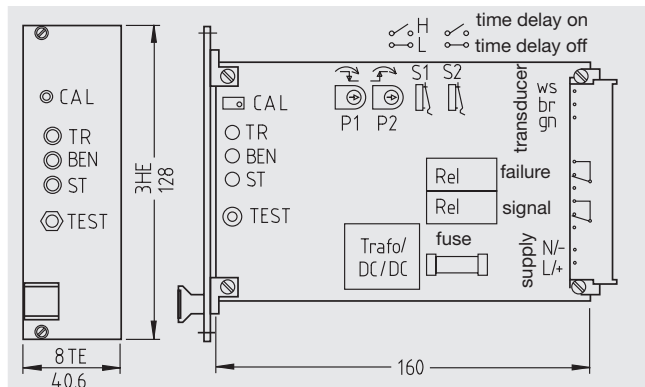 CAL
TR
BEN
ST
TEST
3HE
128
8 TE
40.6
H
L
time delay on
time delay off
S1 S2
P1 P2
CAL
TR
BEN
ST
TEST
Trafo/
DC/DC
Rel
Rel
failure
signal
fuse
transducer
ws
br
gn
supply
N/-
L/+
160